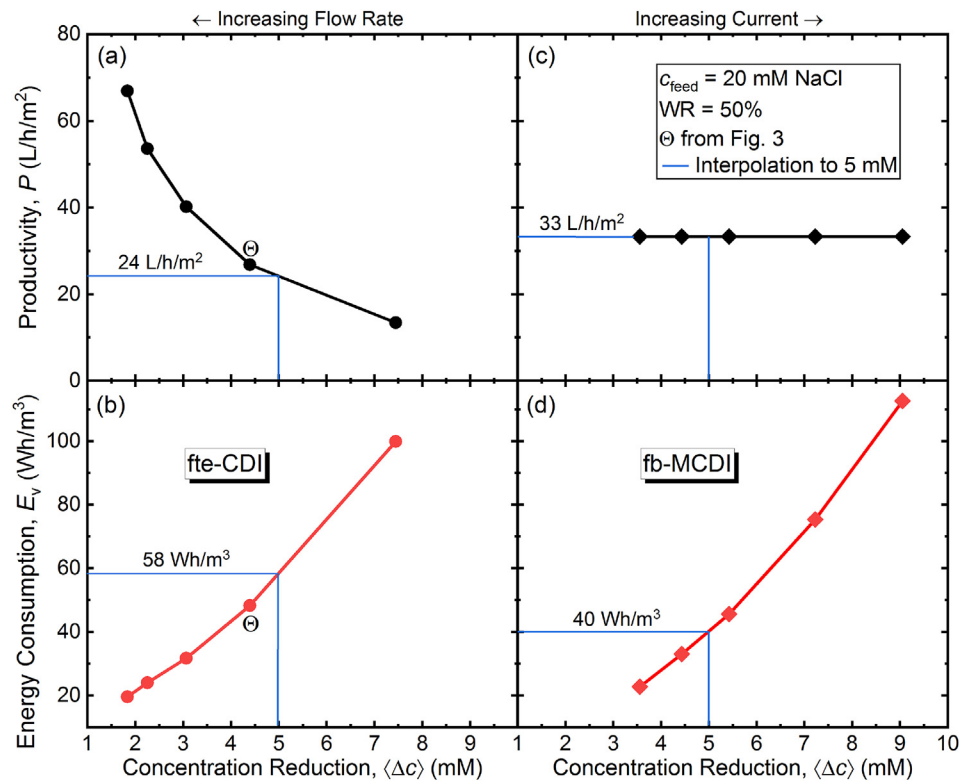 ← Increasing Flow Rate
Increasing Current →
80
60
40
20
0
Productivity, P (L/h/m²)
(a)
Θ
24 L/h/m²
(c)
c_feed = 20 mM NaCl
WR = 50%
Θ from Fig. 3
Interpolation to 5 mM
33 L/h/m²
100
80
60
40
20
Energy Consumption, E_v (Wh/m³)
(b)
fte-CDI
58 Wh/m³
Θ
(d)
fb-MCDI
40 Wh/m³
1 2 3 4 5 6 7 8 9
1 2 3 4 5 6 7 8 9 10
Concentration Reduction, ⟨Δc⟩ (mM)
Concentration Reduction, ⟨Δc⟩ (mM)